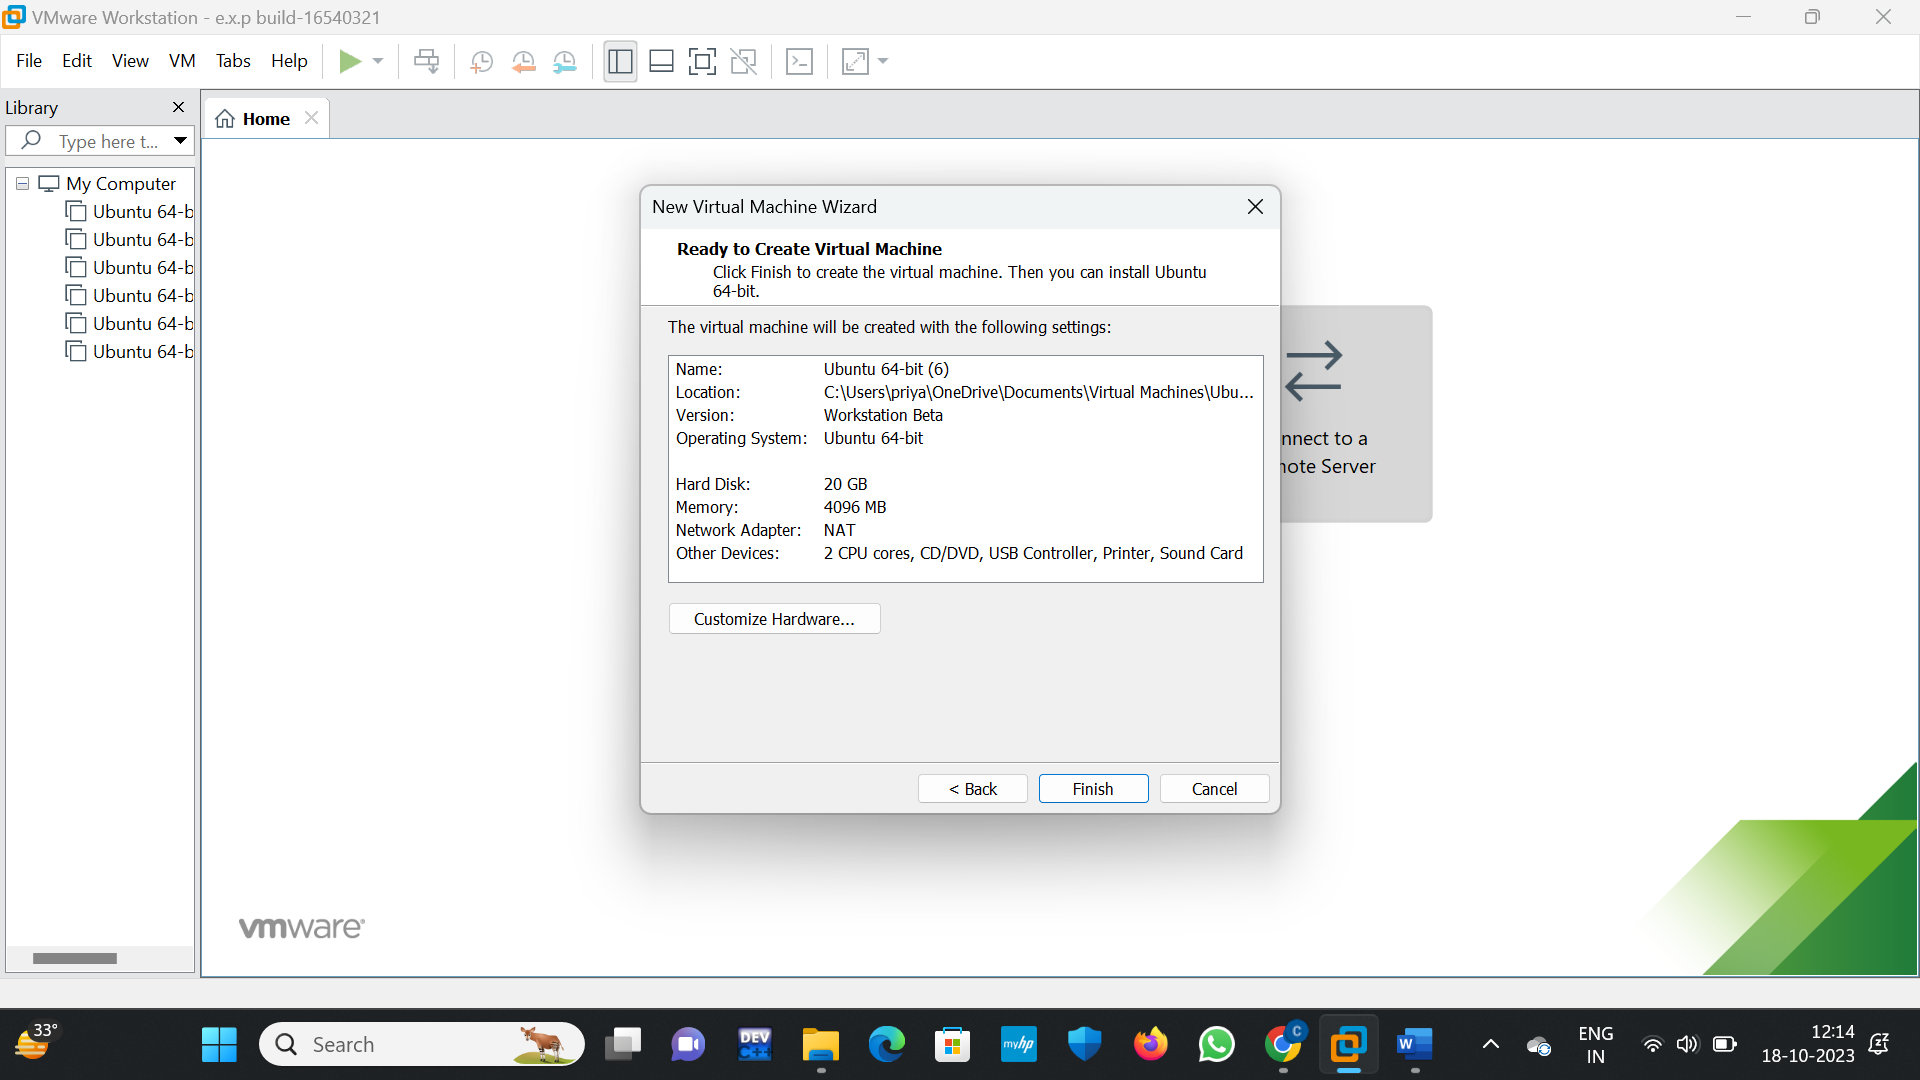 VMware Workstation - e.x.p build-16540321
File Edit View VM Tabs Help
Library
Home
Type here t...
My Computer
Ubuntu 64-b
Ubuntu 64-b
Ubuntu 64-b
Ubuntu 64-b
Ubuntu 64-b
Ubuntu 64-b
New Virtual Machine Wizard
Ready to Create Virtual Machine
Click Finish to create the virtual machine. Then you can install Ubuntu
64-bit.
The virtual machine will be created with the following settings:
Name: Ubuntu 64-bit (6)
Location: C:\Users\priya\OneDrive\Documents\Virtual Machines\Ubu...
Version: Workstation Beta
Operating System: Ubuntu 64-bit
Hard Disk: 20 GB
Memory: 4096 MB
Network Adapter: NAT
Other Devices: 2 CPU cores, CD/DVD, USB Controller, Printer, Sound Card
Customize Hardware...
< Back Finish Cancel
nnect to a
note Server
vmware
33°
Search
DEV
C++
myhp
C
W
ENG
IN
12:14
18-10-2023